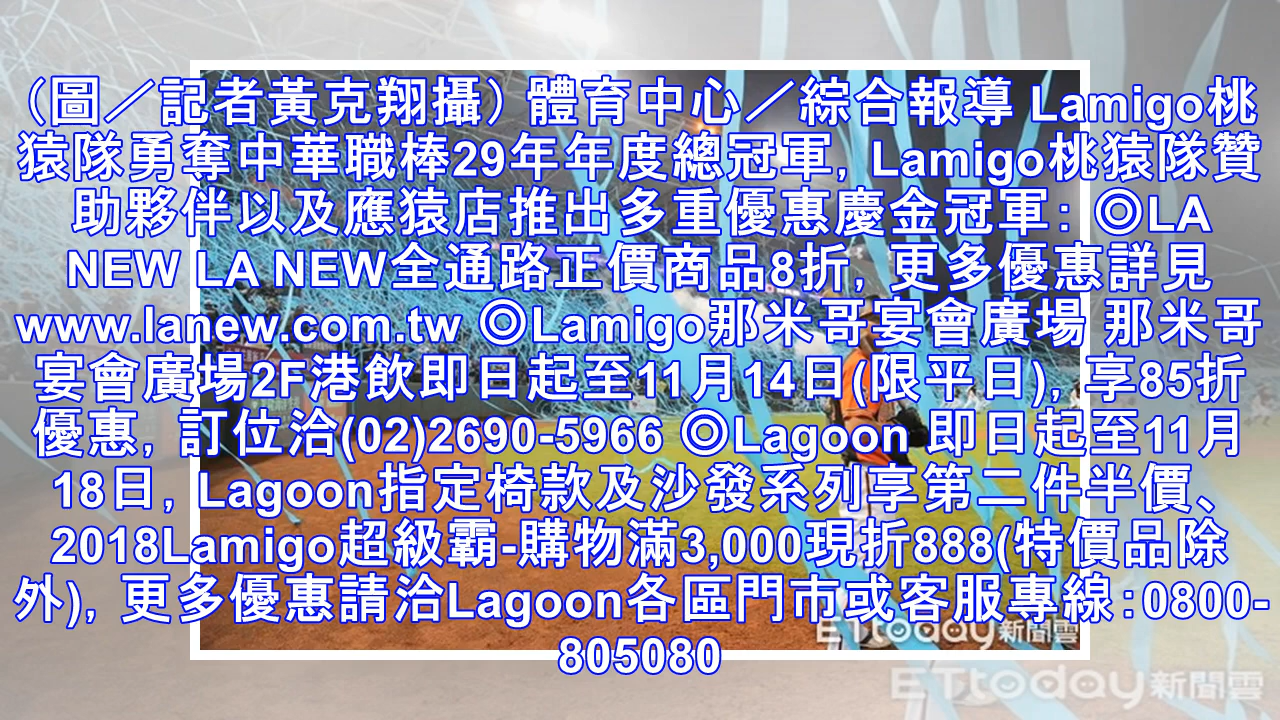 （圖／記者黃克翔攝）體育中心／綜合報導 Lamigo桃
猿隊勇奪中華職棒29年年度總冠軍, Lamigo桃猿隊贊
助夥伴以及應猿店推出多重優惠慶金冠軍: ◎LA
NEW LA NEW全通路正價商品8折, 更多優惠詳見
www.lanew.com.tw ◎Lamigo那米哥宴會廣場 那米哥
宴會廣場2F港飲即日起至11月14日(限平日), 享85折
優惠, 訂位洽(02)2690-5966 ◎Lagoon 即日起至11月
18日, Lagoon指定椅款及沙發系列享第二件半價、
2018Lamigo超級霸-購物滿3,000現折888(特價品除
外), 更多優惠請洽Lagoon各區門市或客服專線:0800-
805080
ETtoday新聞雲
ETtoday新聞雲